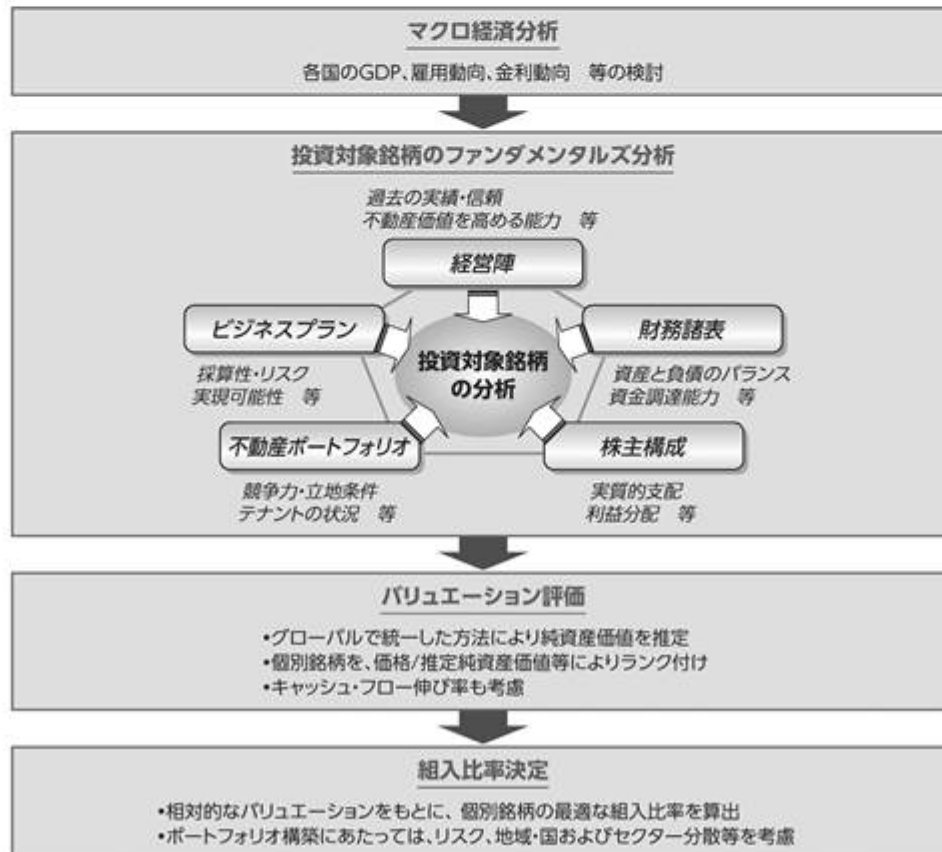 マクロ経済分析
各国のGDP、雇用動向、金利動向　等の検討
投資対象銘柄のファンダメンタルズ分析
過去の実績・信頼
不動産価値を高める能力　等
経営陣
ビジネスプラン
採算性・リスク
実現可能性　等
財務諸表
資産と負債のバランス
資金調達能力　等
投資対象銘柄
の分析
不動産ポートフォリオ
競争力・立地条件
テナントの状況　等
株主構成
実質的支配
利益分配　等
バリュエーション評価
•グローバルで統一した方法により純資産価値を推定
•個別銘柄を、価格/推定純資産価値等によりランク付け
•キャッシュ・フロー伸び率も考慮
組入比率決定
•相対的なバリュエーションをもとに、個別銘柄の最適な組入比率を算出
•ポートフォリオ構築にあたっては、リスク、地域・国およびセクター分散等を考慮